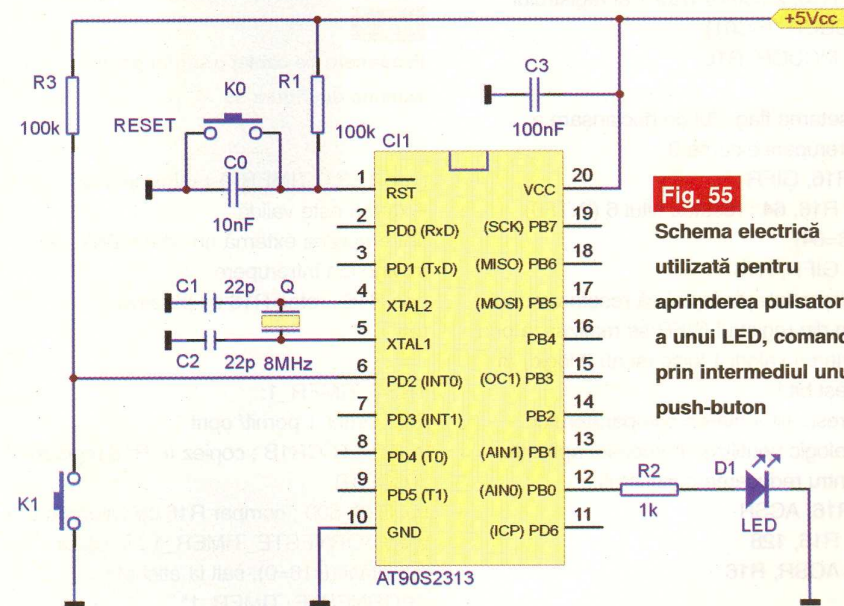 +5Vcc
R3
100k
K0
RESET
R1
100k
C0
10nF
C3
100nF
CI1
1 RST
2 PD0 (RxD)
3 PD1 (TxD)
4 XTAL2
5 XTAL1
6 PD2 (INT0)
7 PD3 (INT1)
8 PD4 (T0)
9 PD5 (T1)
10 GND
VCC 20
(SCK) PB7 19
(MISO) PB6 18
(MOSI) PB5 17
PB4 16
(OC1) PB3 15
PB2 14
(AIN1) PB1 13
(AIN0) PB0 12
(ICP) PD6 11
AT90S2313
C1 22p Q
C2 22p 8MHz
K1
R2
1k
D1
LED
Fig. 55
Schema electrică
utilizată pentru
aprinderea pulsator
a unui LED, comand
prin intermediul unu
push-buton